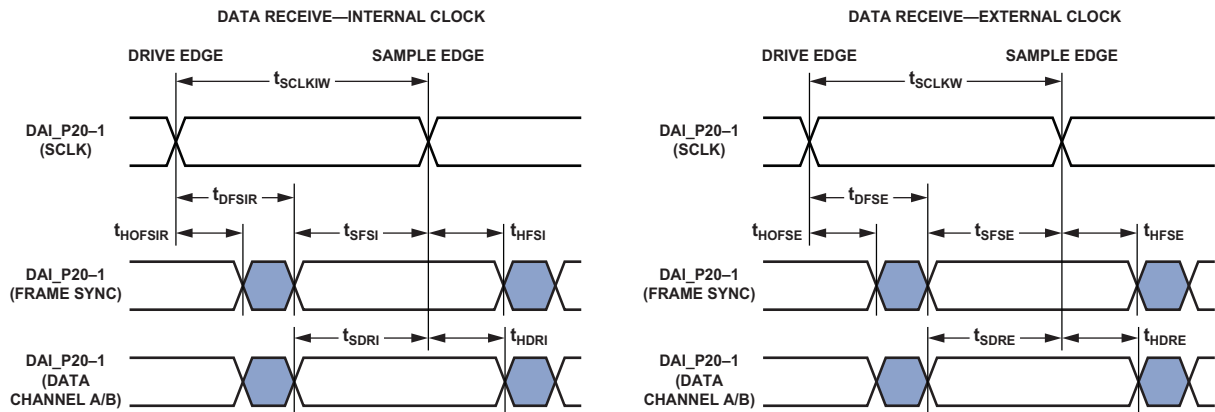 DATA RECEIVE—INTERNAL CLOCK
DRIVE EDGE
SAMPLE EDGE
tSCLKIW
DAI_P20–1
(SCLK)
tDFSIR
tHOFSIR
tSFSI
tHFSI
DAI_P20–1
(FRAME SYNC)
tSDRI
tHDRI
DAI_P20–1
(DATA
CHANNEL A/B)
DATA RECEIVE—EXTERNAL CLOCK
DRIVE EDGE
SAMPLE EDGE
tSCLKW
DAI_P20–1
(SCLK)
tDFSE
tHOFSE
tSFSE
tHFSE
DAI_P20–1
(FRAME SYNC)
tSDRE
tHDRE
DAI_P20–1
(DATA
CHANNEL A/B)